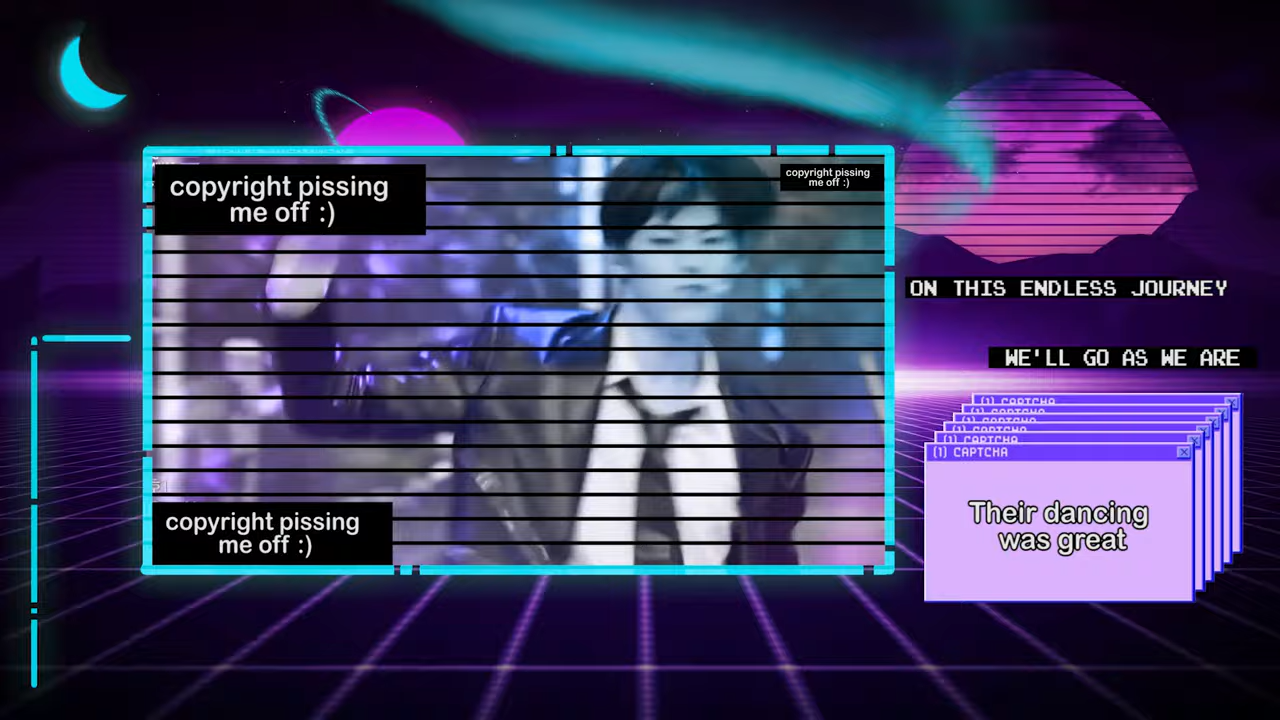 copyright pissing
me off :)
copyright pissing
me off :)
ON THIS ENDLESS JOURNEY
WE'LL GO AS WE ARE
(1) CAPTCHA
(1) CAPTCHA
(1) CAPTCHA
(1) CAPTCHA
(1) CAPTCHA
(1) CAPTCHA
Their dancing
was great
copyright pissing
me off :)